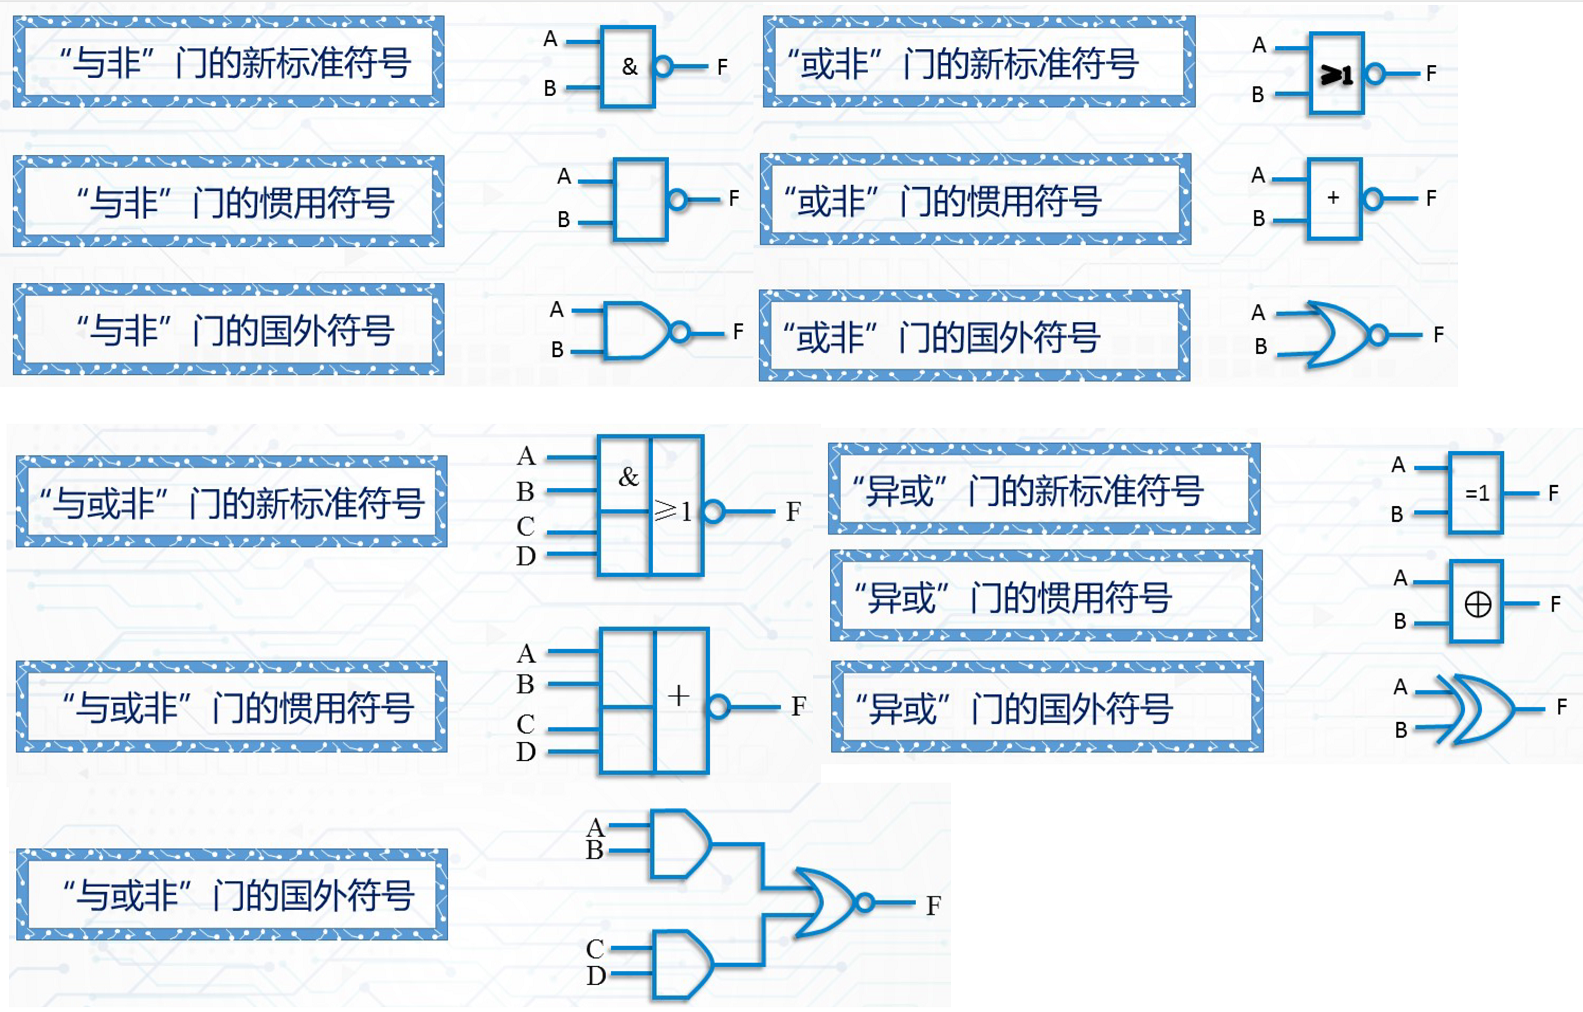 “与非”门的新标准符号
A
B
&
F
“或非”门的新标准符号
A
B
≥1
F
“与非”门的惯用符号
A
B
F
“或非”门的惯用符号
A
B
+
F
“与非”门的国外符号
A
B
F
“或非”门的国外符号
A
B
F
“与或非”门的新标准符号
A
B
C
D
&
≥1
F
“异或”门的新标准符号
A
B
=1
F
“异或”门的惯用符号
A
B
⊕
F
“与或非”门的惯用符号
A
B
C
D
+
F
“异或”门的国外符号
A
B
F
“与或非”门的国外符号
A
B
C
D
F